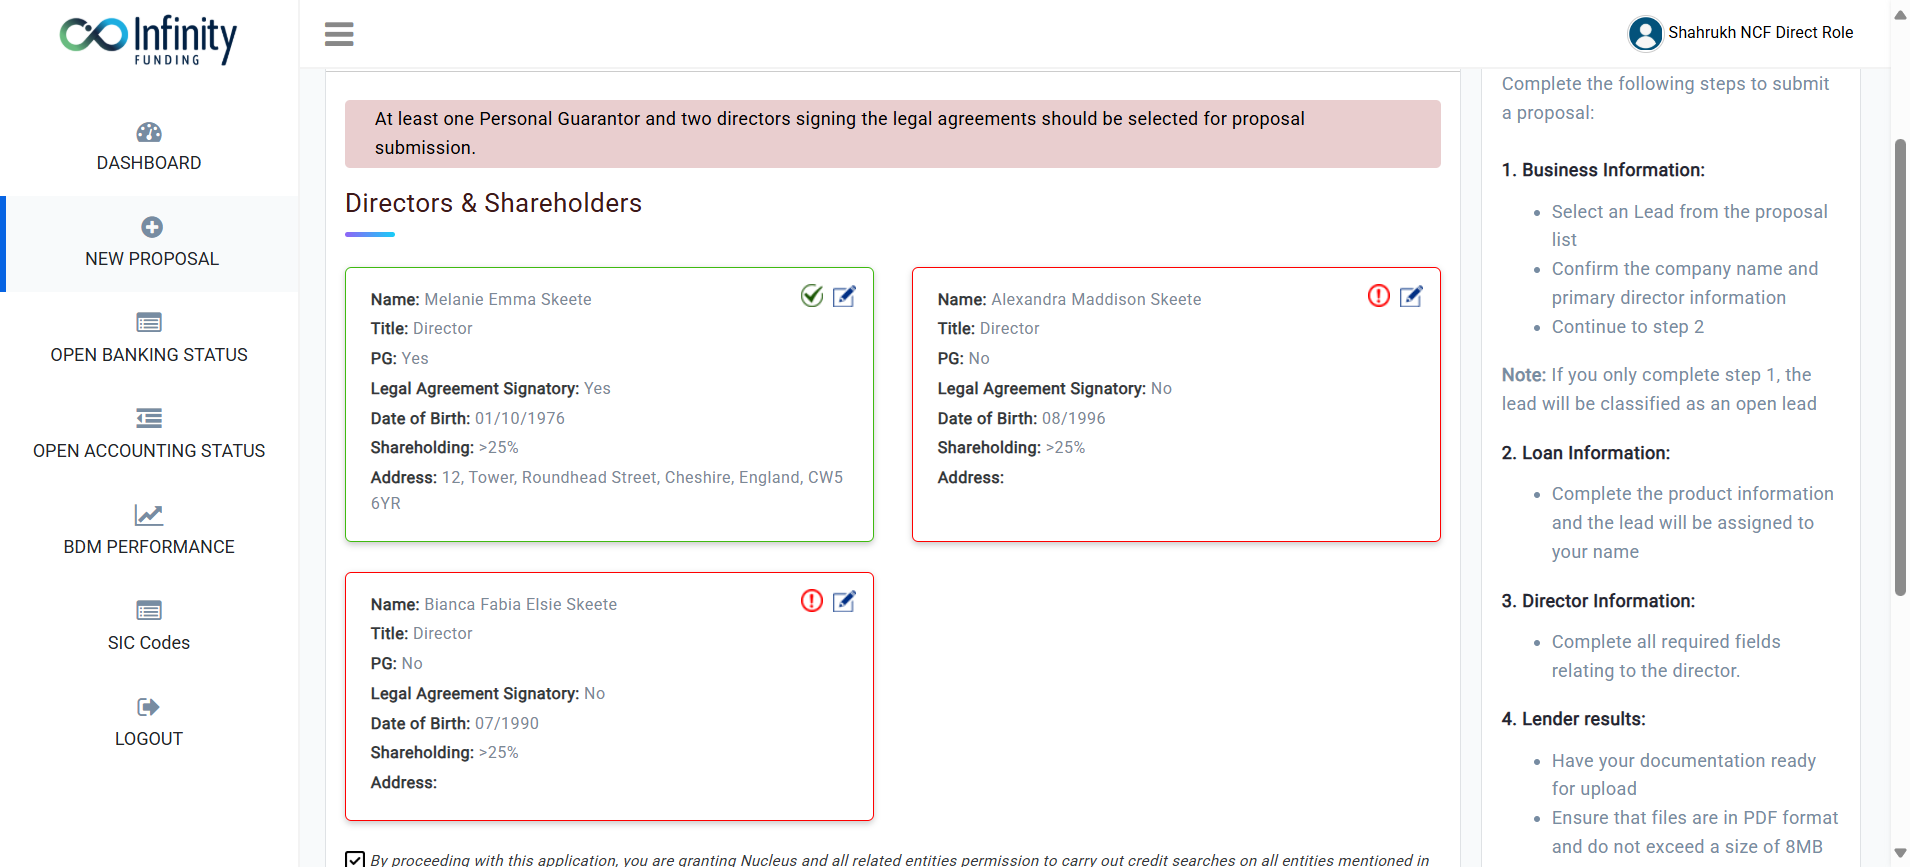 Infinity
FUNDING
DASHBOARD
NEW PROPOSAL
OPEN BANKING STATUS
OPEN ACCOUNTING STATUS
BDM PERFORMANCE
SIC Codes
LOGOUT
Shahrukh NCF Direct Role
At least one Personal Guarantor and two directors signing the legal agreements should be selected for proposal
submission.
Directors & Shareholders
Name: Melanie Emma Skeete
Title: Director
PG: Yes
Legal Agreement Signatory: Yes
Date of Birth: 01/10/1976
Shareholding: >25%
Address: 12, Tower, Roundhead Street, Cheshire, England, CW5
6YR
Name: Alexandra Maddison Skeete
Title: Director
PG: No
Legal Agreement Signatory: No
Date of Birth: 08/1996
Shareholding: >25%
Address:
Name: Bianca Fabia Elsie Skeete
Title: Director
PG: No
Legal Agreement Signatory: No
Date of Birth: 07/1990
Shareholding: >25%
Address:
By proceeding with this application, you are granting Nucleus and all related entities permission to carry out credit searches on all entities mentioned in
Complete the following steps to submit
a proposal:
1. Business Information:
• Select an Lead from the proposal
list
• Confirm the company name and
primary director information
• Continue to step 2
Note: If you only complete step 1, the
lead will be classified as an open lead
2. Loan Information:
• Complete the product information
and the lead will be assigned to
your name
3. Director Information:
• Complete all required fields
relating to the director.
4. Lender results:
• Have your documentation ready
for upload
• Ensure that files are in PDF format
and do not exceed a size of 8MB